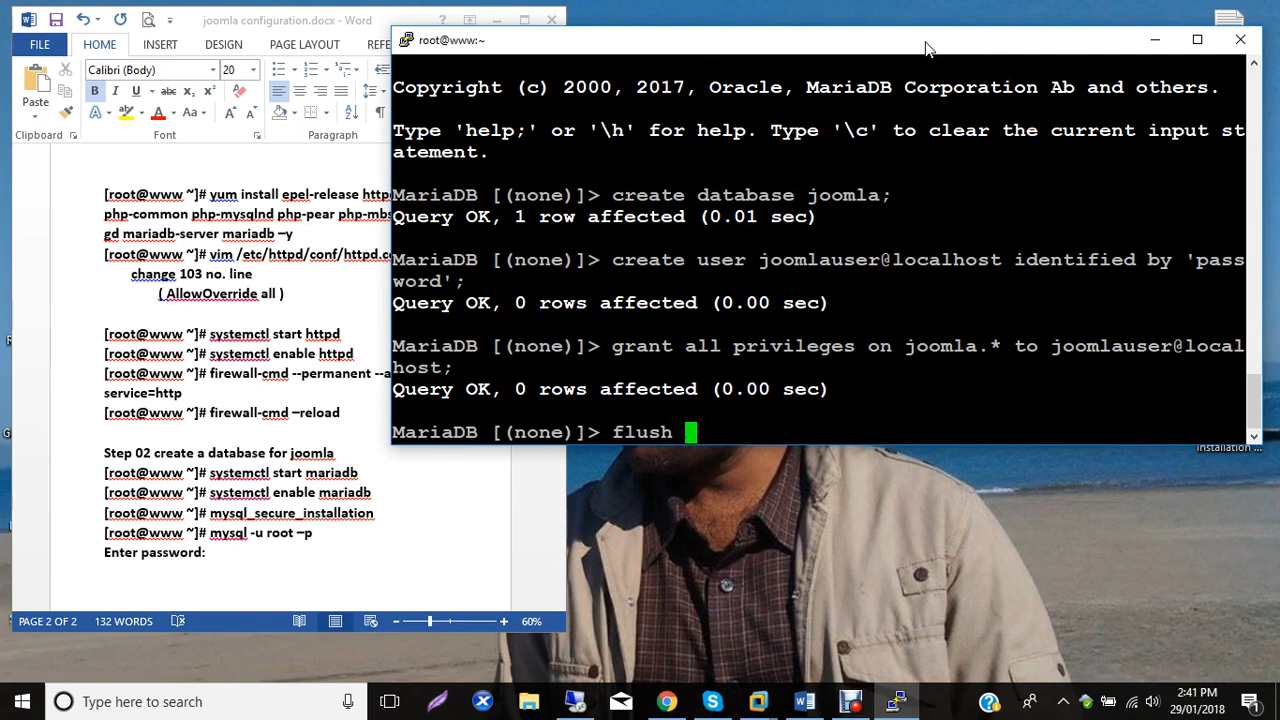 joomla configuration.docx - Word
FILE
HOME
INSERT
DESIGN
PAGE LAYOUT
REFE
Calibri (Body)
20
Paste
B I U abc x₂ x²
Clipboard
Font
Paragraph
[root@www ~]# yum install epel-release http
php-common php-mysqlnd php-pear php-mbs
gd mariadb-server mariadb –y
[root@www ~]# vim /etc/httpd/conf/httpd.co
change 103 no. line
( AllowOverride all )
[root@www ~]# systemctl start httpd
[root@www ~]# systemctl enable httpd
[root@www ~]# firewall-cmd --permanent --a
service=http
[root@www ~]# firewall-cmd –reload
Step 02 create a database for joomla
[root@www ~]# systemctl start mariadb
[root@www ~]# systemctl enable mariadb
[root@www ~]# mysql_secure_installation
[root@www ~]# mysql -u root –p
Enter password:
PAGE 2 OF 2
132 WORDS
60%
root@www:~
Copyright (c) 2000, 2017, Oracle, MariaDB Corporation Ab and others.
Type 'help;' or '\h' for help. Type '\c' to clear the current input st
atement.
MariaDB [(none)]> create database joomla;
Query OK, 1 row affected (0.01 sec)
MariaDB [(none)]> create user joomlauser@localhost identified by 'pass
word';
Query OK, 0 rows affected (0.00 sec)
MariaDB [(none)]> grant all privileges on joomla.* to joomlauser@local
host;
Query OK, 0 rows affected (0.00 sec)
MariaDB [(none)]> flush
Installation ...
Type here to search
2:41 PM
29/01/2018